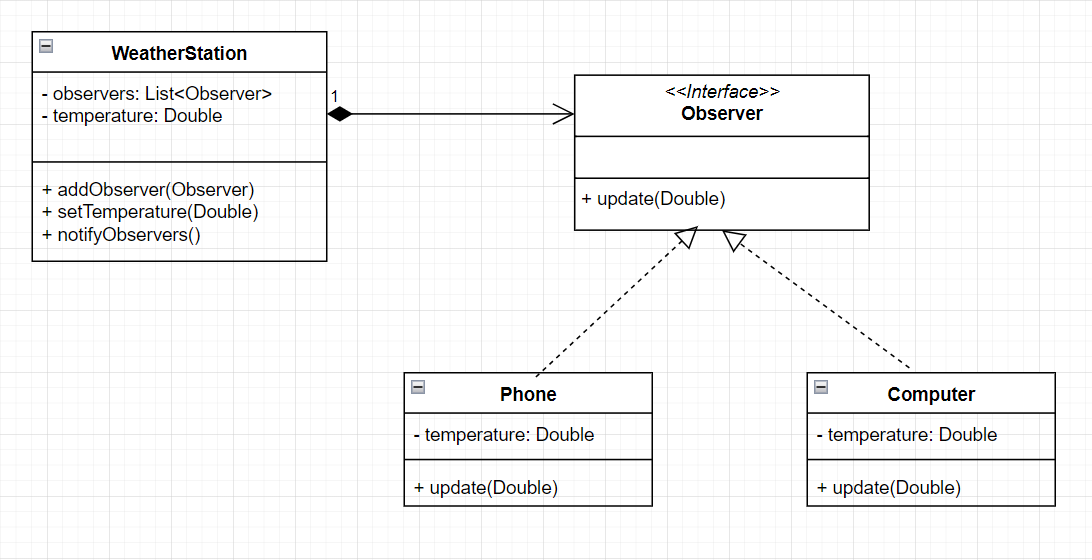 WeatherStation
- observers: List<Observer>
- temperature: Double
+ addObserver(Observer)
+ setTemperature(Double)
+ notifyObservers()
1
<<Interface>>
Observer
+ update(Double)
Phone
- temperature: Double
+ update(Double)
Computer
- temperature: Double
+ update(Double)